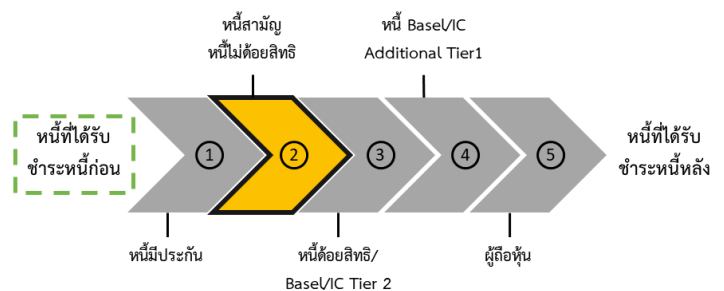 หนี้สามัญ
หนี้ไม่ด้อยสิทธิ
หนี้ Basel/IC
Additional Tier1
หนี้ที่ได้รับ
ชำระหนี้ก่อน
1
2
3
4
5
หนี้ที่ได้รับ
ชำระหนี้หลัง
หนี้มีประกัน
หนี้ด้อยสิทธิ/
Basel/IC Tier 2
ผู้ถือหุ้น